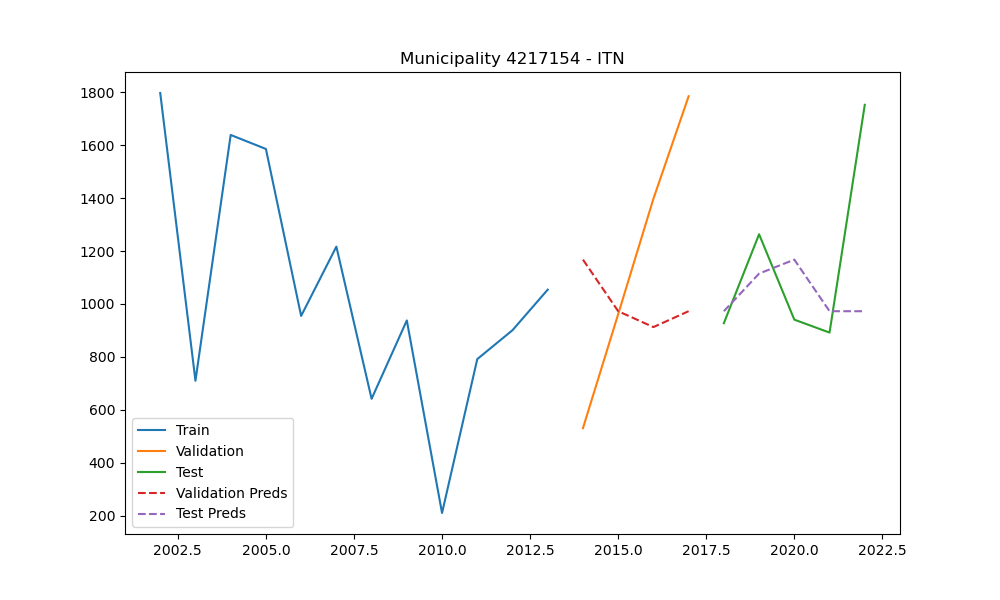 Municipality 4217154 - ITN
1800
1600
1400
1200
1000
800
600
400
200
Train
Validation
Test
Validation Preds
Test Preds
2002.5 2005.0 2007.5 2010.0 2012.5 2015.0 2017.5 2020.0 2022.5